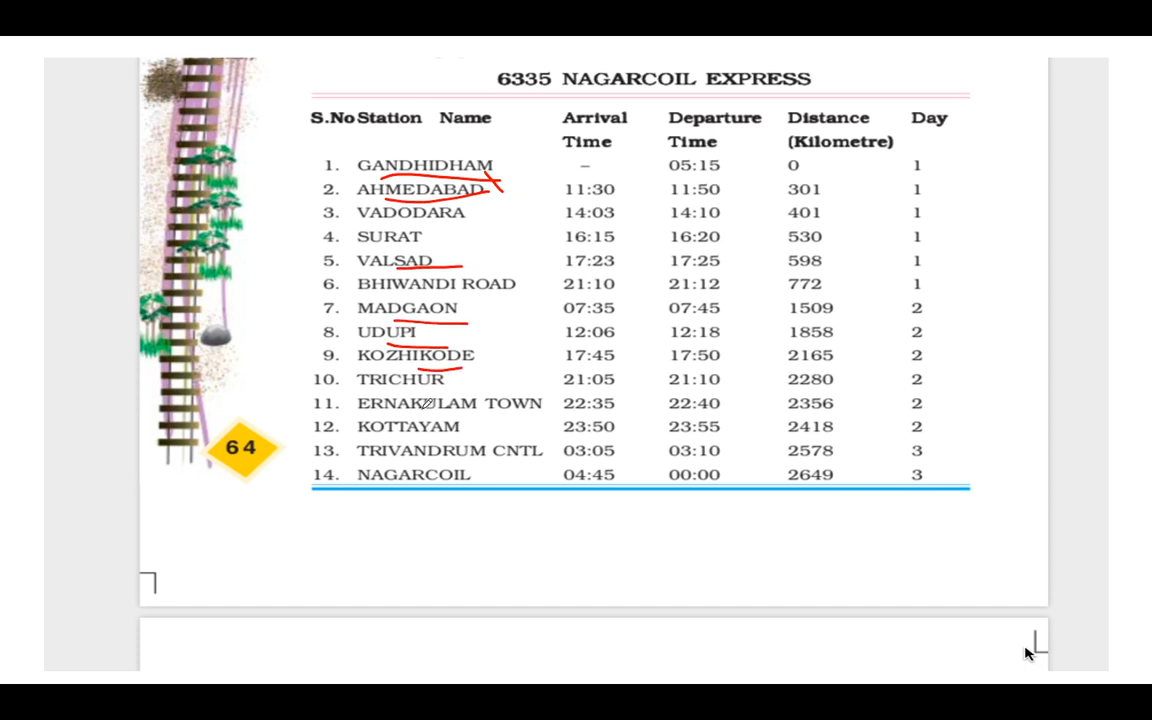 6335 NAGARCOIL EXPRESS
S.No Station Name Arrival Time Departure Time Distance (Kilometre) Day
1. GANDHIDHAM – 05:15 0 1
2. AHMEDABAD 11:30 11:50 301 1
3. VADODARA 14:03 14:10 401 1
4. SURAT 16:15 16:20 530 1
5. VALSAD 17:23 17:25 598 1
6. BHIWANDI ROAD 21:10 21:12 772 1
7. MADGAON 07:35 07:45 1509 2
8. UDUPI 12:06 12:18 1858 2
9. KOZHIKODE 17:45 17:50 2165 2
10. TRICHUR 21:05 21:10 2280 2
11. ERNAKULAM TOWN 22:35 22:40 2356 2
12. KOTTAYAM 23:50 23:55 2418 2
13. TRIVANDRUM CNTL 03:05 03:10 2578 3
14. NAGARCOIL 04:45 00:00 2649 3
64